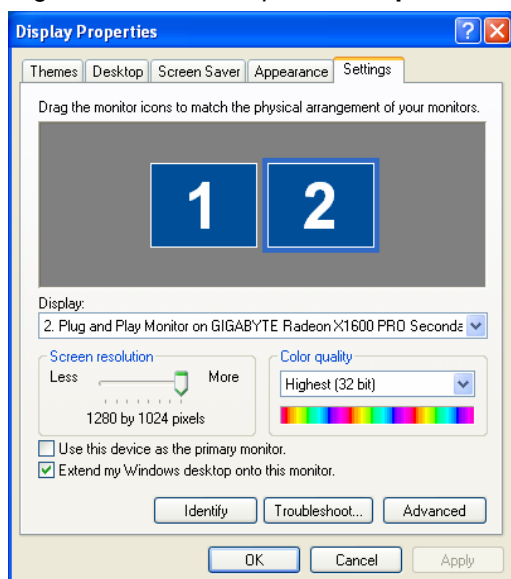 Display Properties
Themes Desktop Screen Saver Appearance Settings
Drag the monitor icons to match the physical arrangement of your monitors.
1 2
Display:
2. Plug and Play Monitor on GIGABYTE Radeon X1600 PRO Seconda
Screen resolution
Less More
1280 by 1024 pixels
Color quality
Highest (32 bit)
Use this device as the primary monitor.
Extend my Windows desktop onto this monitor.
Identify Troubleshoot... Advanced
OK Cancel Apply